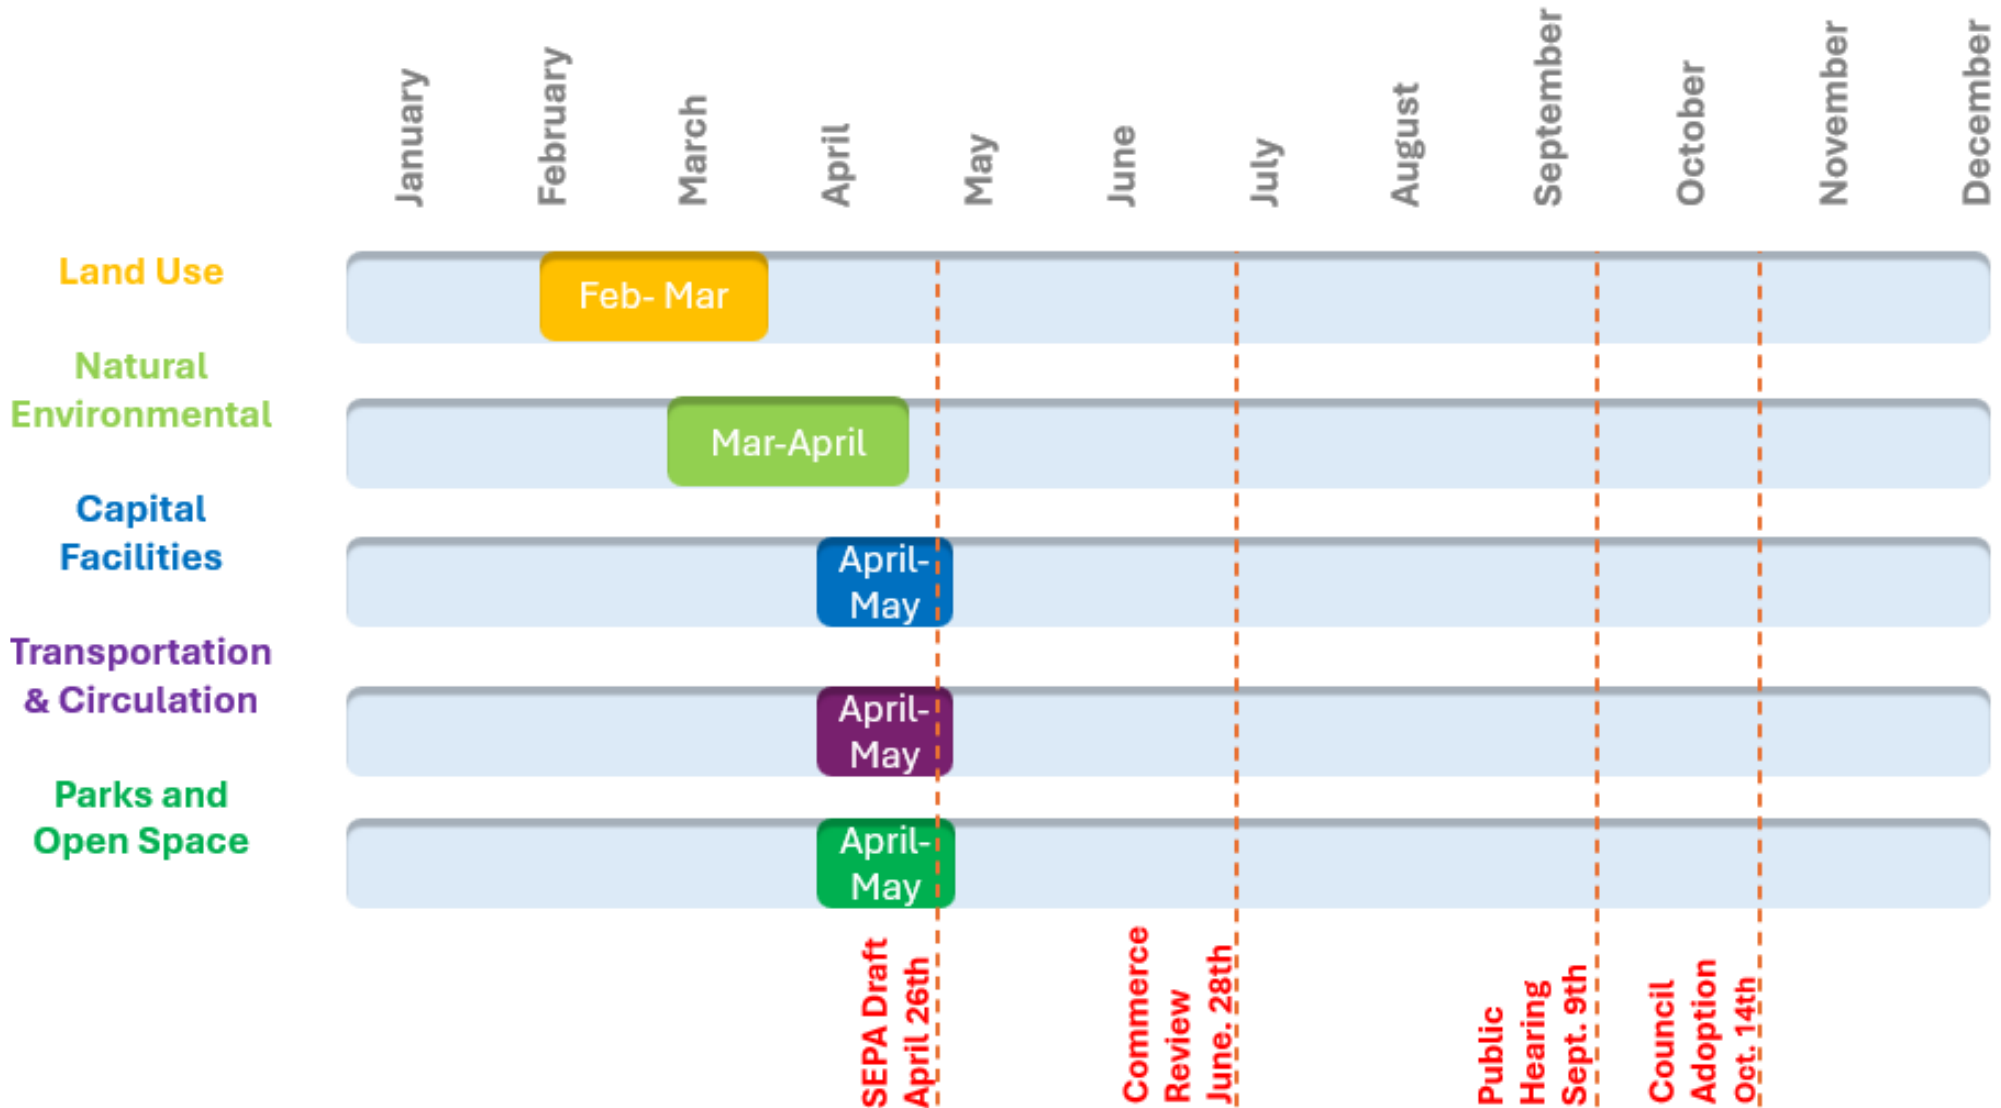 January
February
March
April
May
June
July
August
September
October
November
December
Land Use
Feb- Mar
Natural
Environmental
Mar-April
Capital
Facilities
April-
May
Transportation
& Circulation
April-
May
Parks and
Open Space
April-
May
SEPA Draft
April 26th
Commerce
Review
June. 28th
Public
Hearing
Sept. 9th
Council
Adoption
Oct. 14th